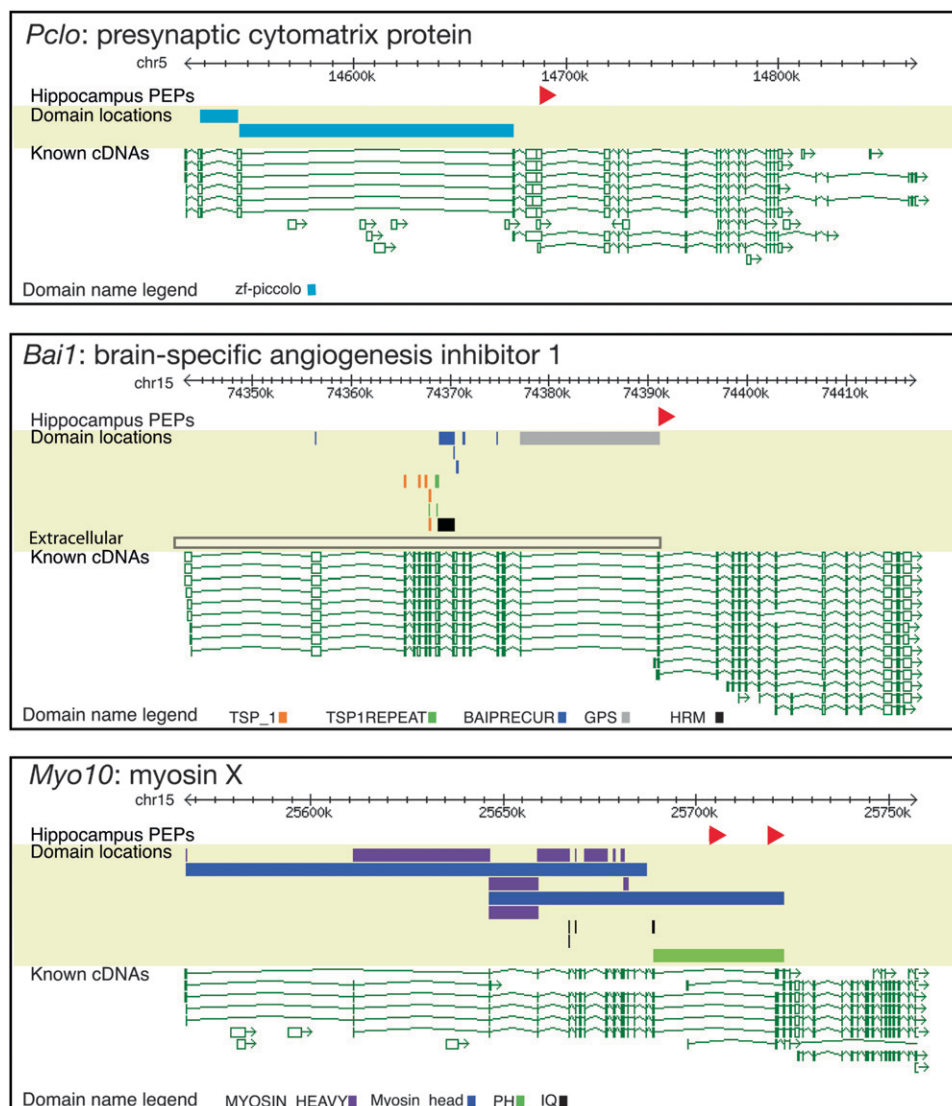 Pclo: presynaptic cytomatrix protein
chr5
14600k 14700k 14800k
Hippocampus PEPs
Domain locations
Known cDNAs
Domain name legend zf-piccolo
Bai1: brain-specific angiogenesis inhibitor 1
chr15
74350k 74360k 74370k 74380k 74390k 74400k 74410k
Hippocampus PEPs
Domain locations
Extracellular
Known cDNAs
Domain name legend TSP_1 TSP1REPEAT BAIPRECUR GPS HRM
Myo10: myosin X
chr15
25600k 25650k 25700k 25750k
Hippocampus PEPs
Domain locations
Known cDNAs
Domain name legend MYOSIN_HEAVY Myosin_head PH IQ